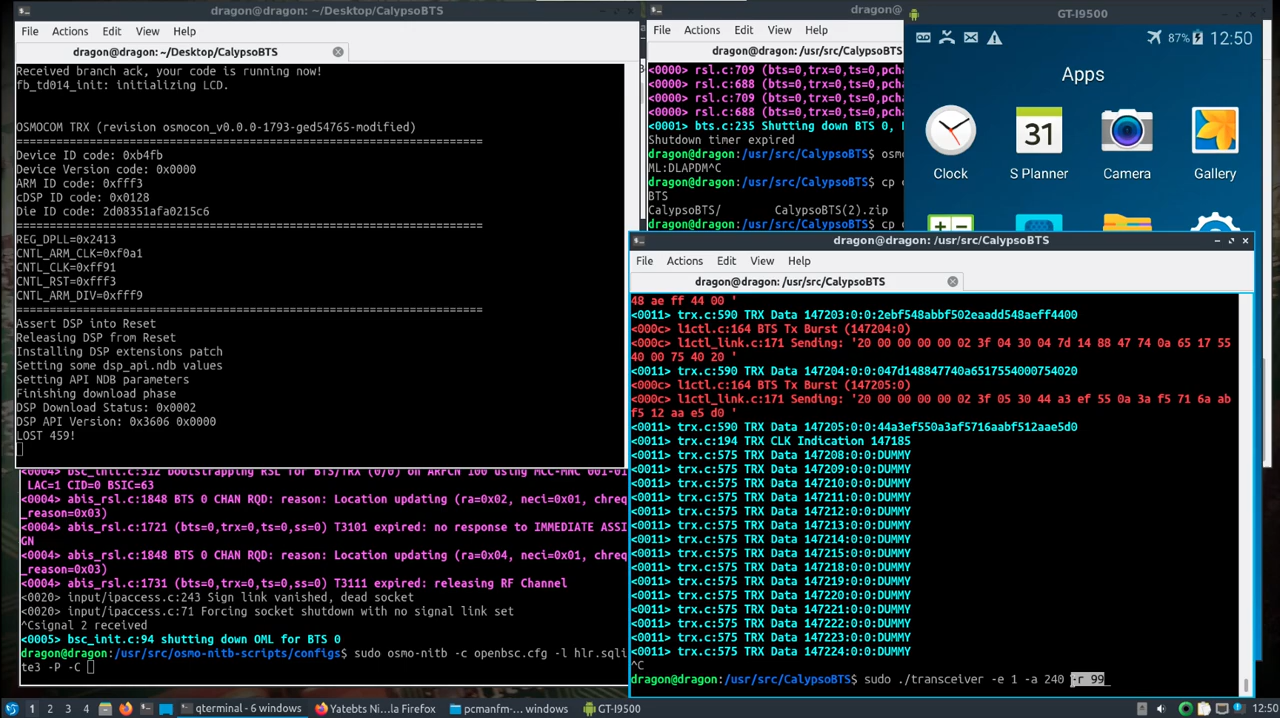 dragon@dragon: ~/Desktop/CalypsoBTS
File Actions Edit View Help
dragon@dragon: ~/Desktop/CalypsoBTS
Received branch ack, your code is running now!
fb_td014_init: initializing LCD.
OSMOCOM TRX (revision osmocon_v0.0.0-1793-ged54765-modified)
======================================================================
Device ID code: 0xb4fb
Device Version code: 0x0000
ARM ID code: 0xfff3
cDSP ID code: 0x0128
Die ID code: 2d08351afa0215c6
======================================================================
REG_DPLL=0x2413
CNTL_ARM_CLK=0xf0a1
CNTL_CLK=0xff91
CNTL_RST=0xfff3
CNTL_ARM_DIV=0xfff9
======================================================================
Assert DSP into Reset
Releasing DSP from Reset
Installing DSP extensions patch
Setting some dsp_api.ndb values
Setting API NDB parameters
Finishing download phase
DSP Download Status: 0x0002
DSP API Version: 0x3606 0x0000
LOST 459!
<0004> bsc_init.c:312 bootstrapping RSL for BTS/TRX (0/0) on ARFCN 100 using MCC-MNC 001-01
LAC=1 CID=0 BSIC=63
<0004> abis_rsl.c:1848 BTS 0 CHAN RQD: reason: Location updating (ra=0x02, neci=0x01, chreq
_reason=0x03)
<0004> abis_rsl.c:1721 (bts=0,trx=0,ts=0,ss=0) T3101 expired: no response to IMMEDIATE ASSI
GN
<0004> abis_rsl.c:1848 BTS 0 CHAN RQD: reason: Location updating (ra=0x04, neci=0x01, chreq
_reason=0x03)
<0004> abis_rsl.c:1731 (bts=0,trx=0,ts=0,ss=0) T3111 expired: releasing RF Channel
<0020> input/ipaccess.c:243 Sign link vanished, dead socket
<0020> input/ipaccess.c:71 Forcing socket shutdown with no signal link set
^Csignal 2 received
<0005> bsc_init.c:94 shutting down OML for BTS 0
dragon@dragon:/usr/src/osmo-nitb-scripts/configs$ sudo osmo-nitb -c openbsc.cfg -l hlr.sqli
te3 -P -C
dragon@
File Actions Edit View Help
dragon@dragon: /usr/src/CalypsoBTS
<0000> rsl.c:709 (bts=0,trx=0,ts=0,pcha
<0000> rsl.c:688 (bts=0,trx=0,ts=0,pcha
<0000> rsl.c:709 (bts=0,trx=0,ts=0,pcha
<0000> rsl.c:688 (bts=0,trx=0,ts=0,pcha
<0001> bts.c:235 Shutting down BTS 0,
Shutdown timer expired
dragon@dragon:/usr/src/CalypsoBTS$ osm
ML:DLAPDM^C
dragon@dragon:/usr/src/CalypsoBTS$ cp
BTS
CalypsoBTS/ CalypsoBTS(2).zip
dragon@dragon:/usr/src/CalypsoBTS$ cp
GT-I9500
87% 12:50
Apps
31
Clock S Planner Camera Gallery
dragon@dragon: /usr/src/CalypsoBTS
File Actions Edit View Help
dragon@dragon: /usr/src/CalypsoBTS
48 ae ff 44 00 '
<0011> trx.c:590 TRX Data 147203:0:0:2ebf548abbf502eaadd548aeff4400
<000c> l1ctl.c:164 BTS Tx Burst (147204:0)
<000c> l1ctl_link.c:171 Sending: '20 00 00 00 00 02 3f 04 30 04 7d 14 88 47 74 0a 65 17 55
40 00 75 40 20 '
<0011> trx.c:590 TRX Data 147204:0:0:047d148847740a6517554000754020
<000c> l1ctl.c:164 BTS Tx Burst (147205:0)
<000c> l1ctl_link.c:171 Sending: '20 00 00 00 00 02 3f 05 30 44 a3 ef 55 0a 3a f5 71 6a ab
f5 12 aa e5 d0 '
<0011> trx.c:590 TRX Data 147205:0:0:44a3ef550a3af5716aabf512aae5d0
<0011> trx.c:194 CLK Indication 147185
<0011> trx.c:575 TRX Data 147208:0:0:DUMMY
<0011> trx.c:575 TRX Data 147209:0:0:DUMMY
<0011> trx.c:575 TRX Data 147210:0:0:DUMMY
<0011> trx.c:575 TRX Data 147211:0:0:DUMMY
<0011> trx.c:575 TRX Data 147212:0:0:DUMMY
<0011> trx.c:575 TRX Data 147213:0:0:DUMMY
<0011> trx.c:575 TRX Data 147214:0:0:DUMMY
<0011> trx.c:575 TRX Data 147215:0:0:DUMMY
<0011> trx.c:575 TRX Data 147218:0:0:DUMMY
<0011> trx.c:575 TRX Data 147219:0:0:DUMMY
<0011> trx.c:575 TRX Data 147220:0:0:DUMMY
<0011> trx.c:575 TRX Data 147221:0:0:DUMMY
<0011> trx.c:575 TRX Data 147222:0:0:DUMMY
<0011> trx.c:575 TRX Data 147223:0:0:DUMMY
<0011> trx.c:575 TRX Data 147224:0:0:DUMMY
^C
dragon@dragon:/usr/src/CalypsoBTS$ sudo ./transceiver -e 1 -a 240 -r 99
1 2 3 4 qterminal - 6 windows Yatebts Ni...l Firefox pcmanfm-... windows GT-I9500 12:50